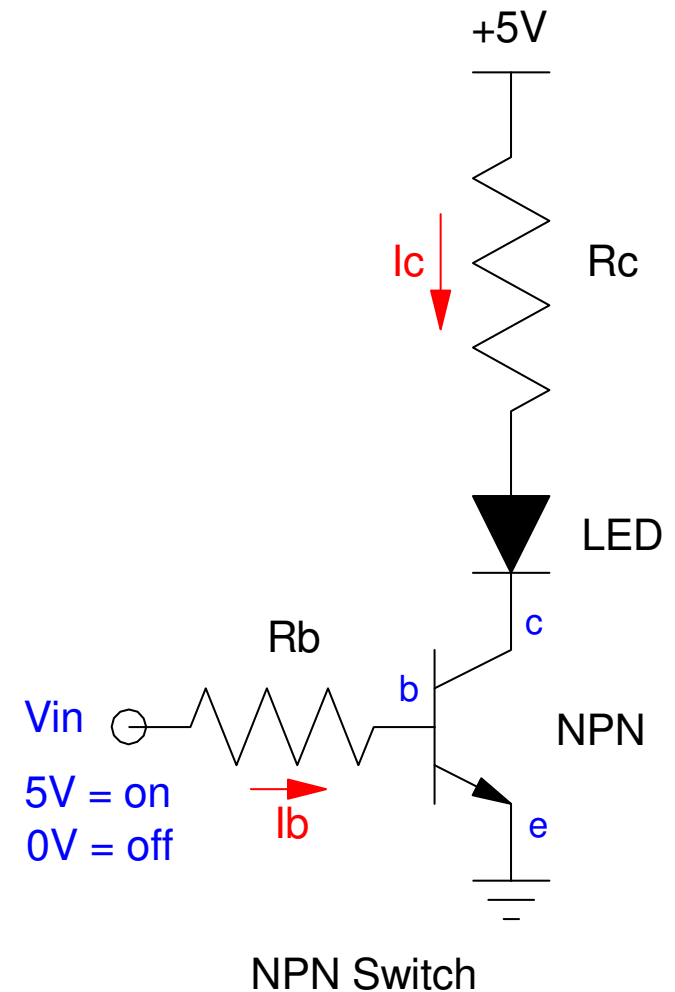 +5V
Ic
Rc
LED
c
Rb
b
Vin
NPN
5V = on
Ib
e
0V = off
NPN Switch